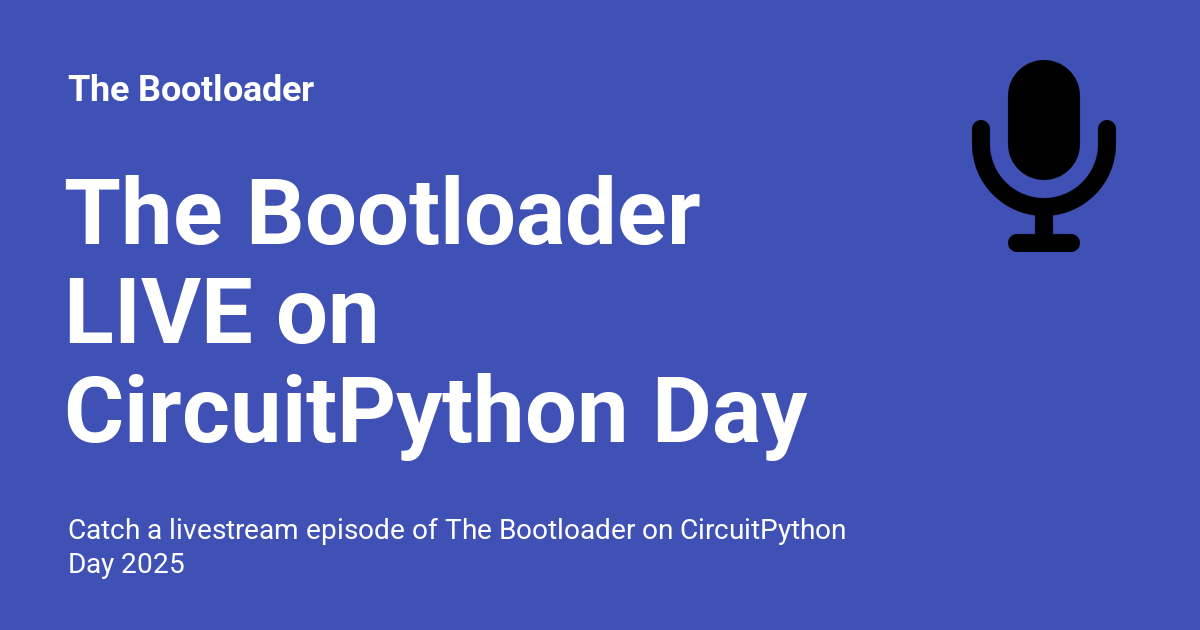 The Bootloader
The Bootloader
LIVE on
CircuitPython Day
Catch a livestream episode of The Bootloader on CircuitPython
Day 2025